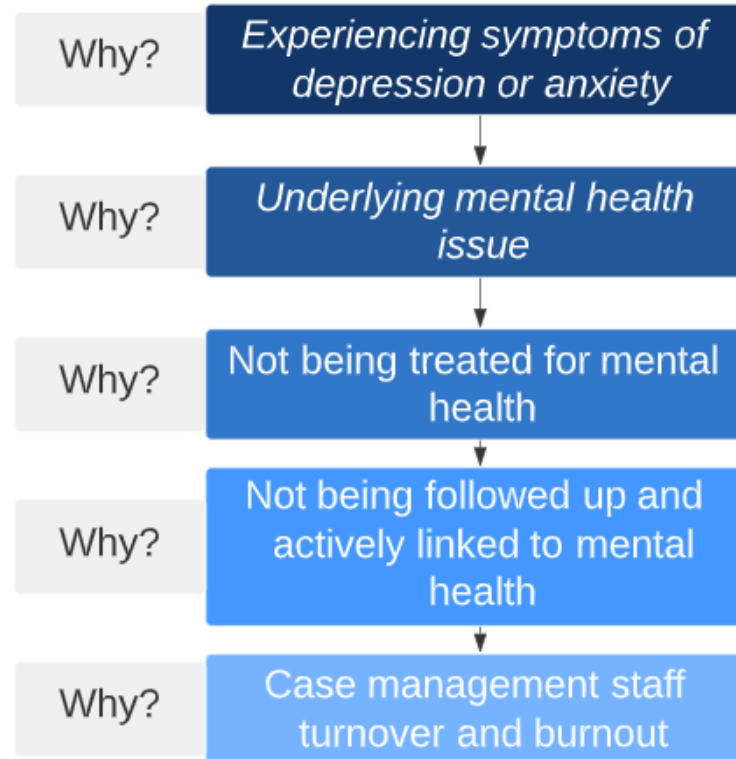 Why?
Experiencing symptoms of
depression or anxiety
Why?
Underlying mental health
issue
Why?
Not being treated for mental
health
Why?
Not being followed up and
actively linked to mental
health
Why?
Case management staff
turnover and burnout